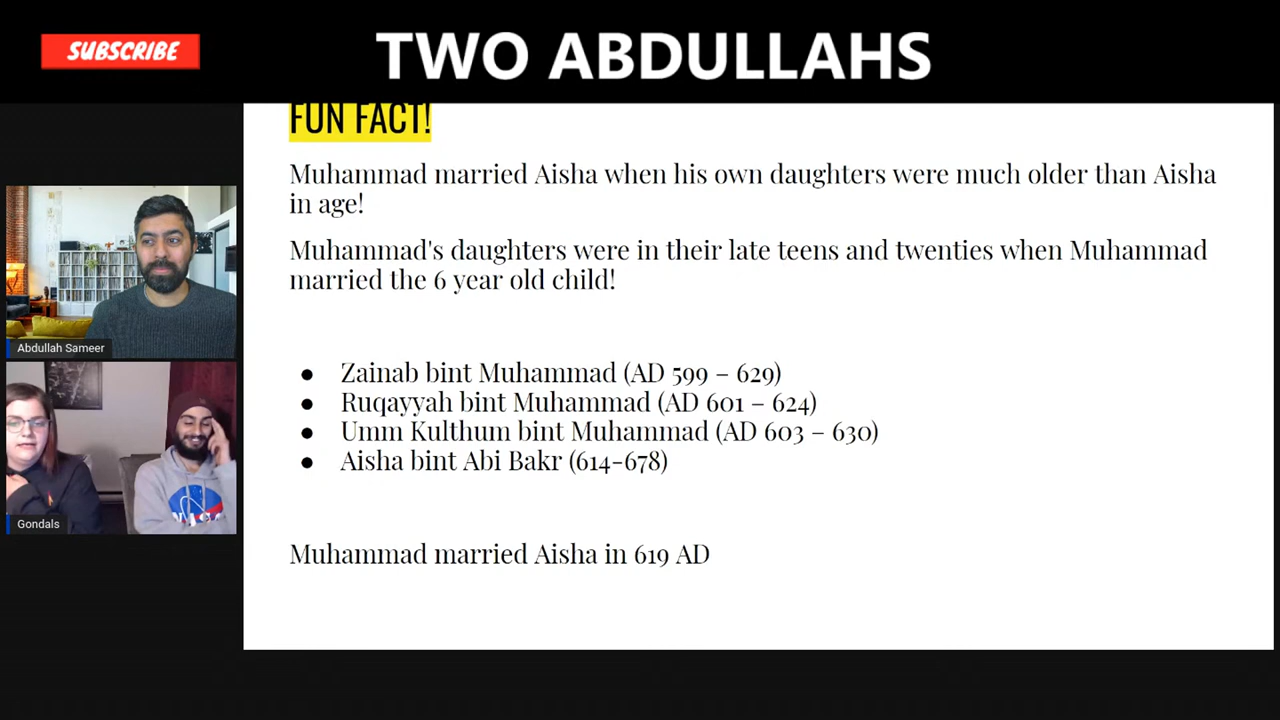 SUBSCRIBE
TWO ABDULLAHS
FUN FACT!
Muhammad married Aisha when his own daughters were much older than Aisha
in age!
Muhammad's daughters were in their late teens and twenties when Muhammad
married the 6 year old child!
● Zainab bint Muhammad (AD 599 – 629)
● Ruqayyah bint Muhammad (AD 601 – 624)
● Umm Kulthum bint Muhammad (AD 603 – 630)
● Aisha bint Abi Bakr (614-678)
Muhammad married Aisha in 619 AD
Abdullah Sameer
Gondals
NASA